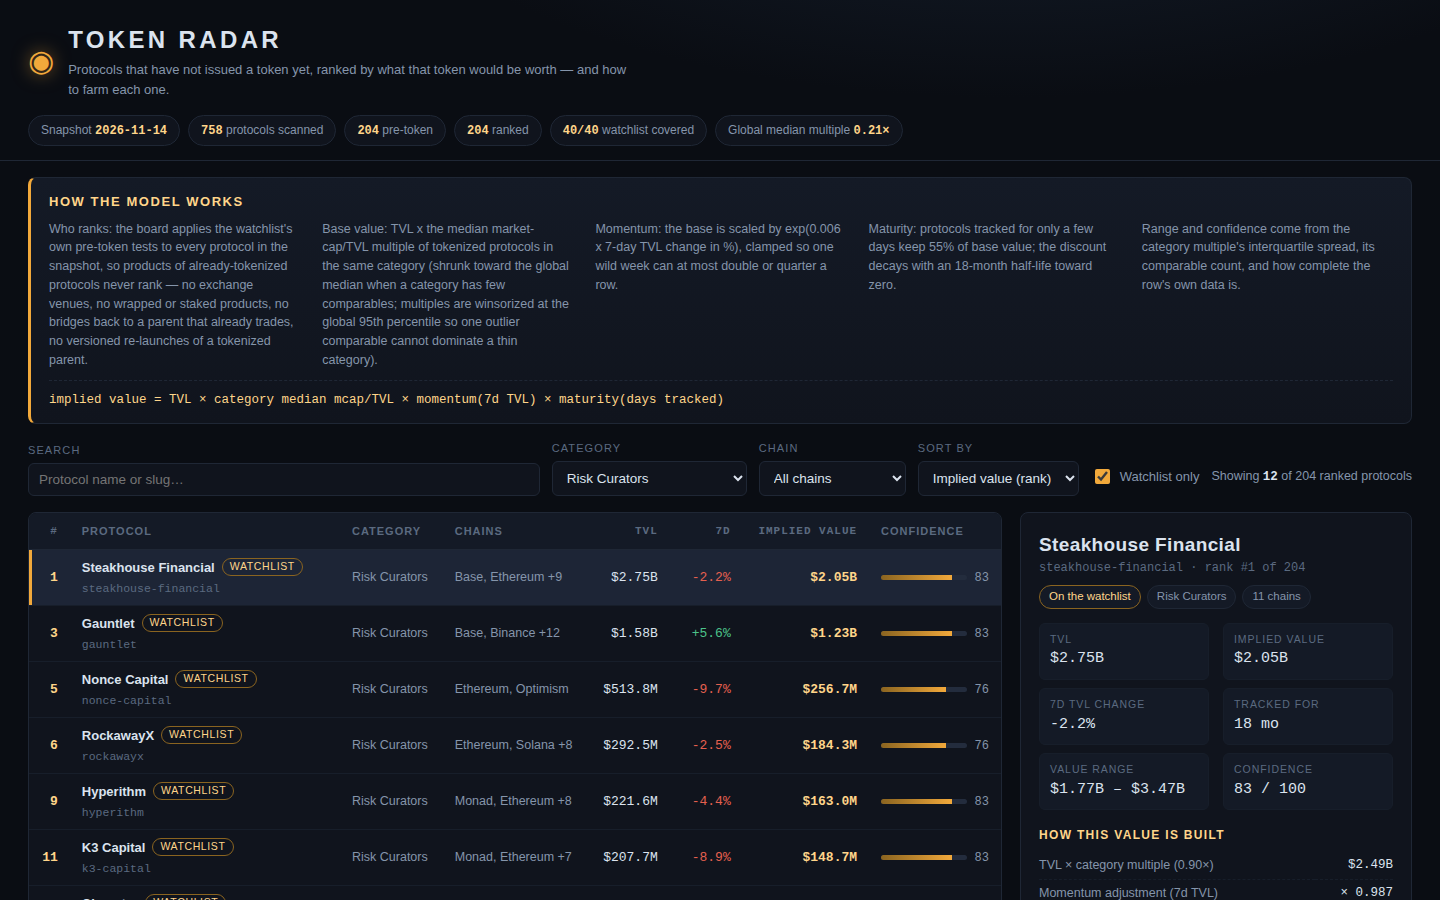 TOKEN RADAR
Protocols that have not issued a token yet, ranked by what that token would be worth — and how
to farm each one.
Snapshot 2026-11-14
758 protocols scanned
204 pre-token
204 ranked
40/40 watchlist covered
Global median multiple 0.21×
HOW THE MODEL WORKS
Who ranks: the board applies the watchlist's
own pre-token tests to every protocol in the
snapshot, so products of already-tokenized
protocols never rank — no exchange
venues, no wrapped or staked products, no
bridges back to a parent that already trades,
no versioned re-launches of a tokenized
parent.
Base value: TVL x the median market-
cap/TVL multiple of tokenized protocols in
the same category (shrunk toward the global
median when a category has few
comparables; multiples are winsorized at the
global 95th percentile so one outlier
comparable cannot dominate a thin
category).
Momentum: the base is scaled by exp(0.006
x 7-day TVL change in %), clamped so one
wild week can at most double or quarter a
row.
Maturity: protocols tracked for only a few
days keep 55% of base value; the discount
decays with an 18-month half-life toward
zero.
Range and confidence come from the
category multiple's interquartile spread, its
comparable count, and how complete the
row's own data is.
implied value = TVL × category median mcap/TVL × momentum(7d TVL) × maturity(days tracked)
SEARCH
Protocol name or slug…
CATEGORY
Risk Curators
CHAIN
All chains
SORT BY
Implied value (rank)
Watchlist only
Showing 12 of 204 ranked protocols
# PROTOCOL CATEGORY CHAINS TVL 7D IMPLIED VALUE CONFIDENCE
1 Steakhouse Financial WATCHLIST Risk Curators Base, Ethereum +9 $2.75B -2.2% $2.05B 83
steakhouse-financial
3 Gauntlet WATCHLIST Risk Curators Base, Binance +12 $1.58B +5.6% $1.23B 83
gauntlet
5 Nonce Capital WATCHLIST Risk Curators Ethereum, Optimism $513.8M -9.7% $256.7M 76
nonce-capital
6 RockawayX WATCHLIST Risk Curators Ethereum, Solana +8 $292.5M -2.5% $184.3M 76
rockawayx
9 Hyperithm WATCHLIST Risk Curators Monad, Ethereum +8 $221.6M -4.4% $163.0M 83
hyperithm
11 K3 Capital WATCHLIST Risk Curators Monad, Ethereum +7 $207.7M -8.9% $148.7M 83
k3-capital
Steakhouse Financial
steakhouse-financial · rank #1 of 204
On the watchlist
Risk Curators
11 chains
TVL
$2.75B
IMPLIED VALUE
$2.05B
7D TVL CHANGE
-2.2%
TRACKED FOR
18 mo
VALUE RANGE
$1.77B – $3.47B
CONFIDENCE
83 / 100
HOW THIS VALUE IS BUILT
TVL × category multiple (0.90×) $2.49B
Momentum adjustment (7d TVL) × 0.987